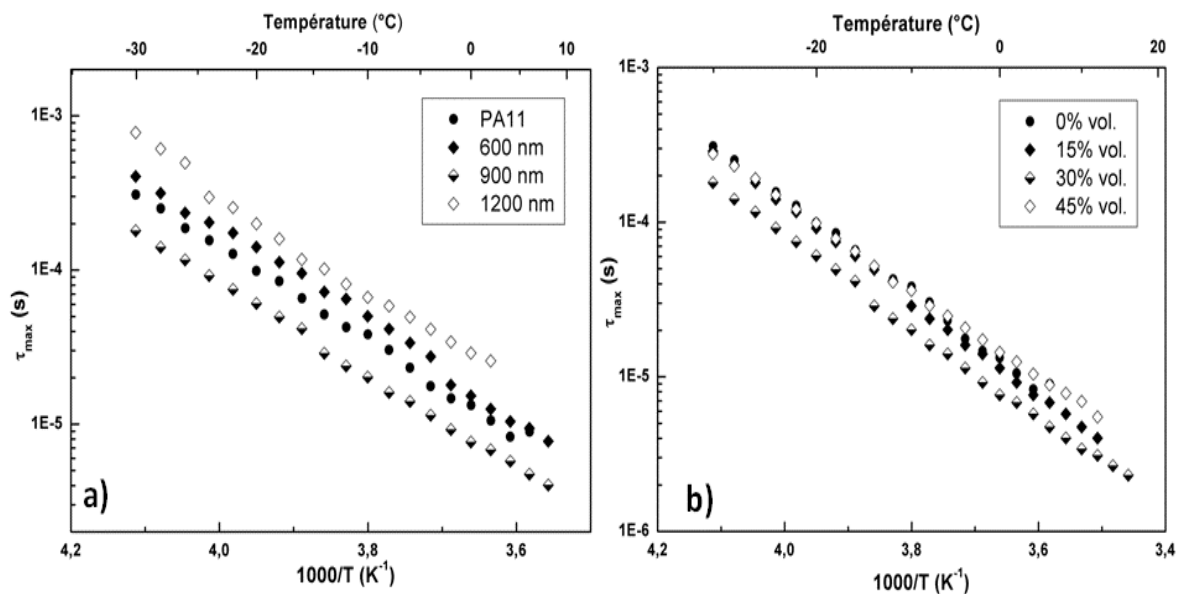 Température (°C)
-30 -20 -10 0 10
1E-3
1E-4
1E-5
τmax (s)
PA11
600 nm
900 nm
1200 nm
a)
4,2 4,0 3,8 3,6
1000/T (K-1)
Température (°C)
-20 -10 0 10 20
1E-3
1E-4
1E-5
1E-6
τmax (s)
0% vol.
15% vol.
30% vol.
45% vol.
b)
4,2 4,0 3,8 3,6 3,4
1000/T (K-1)